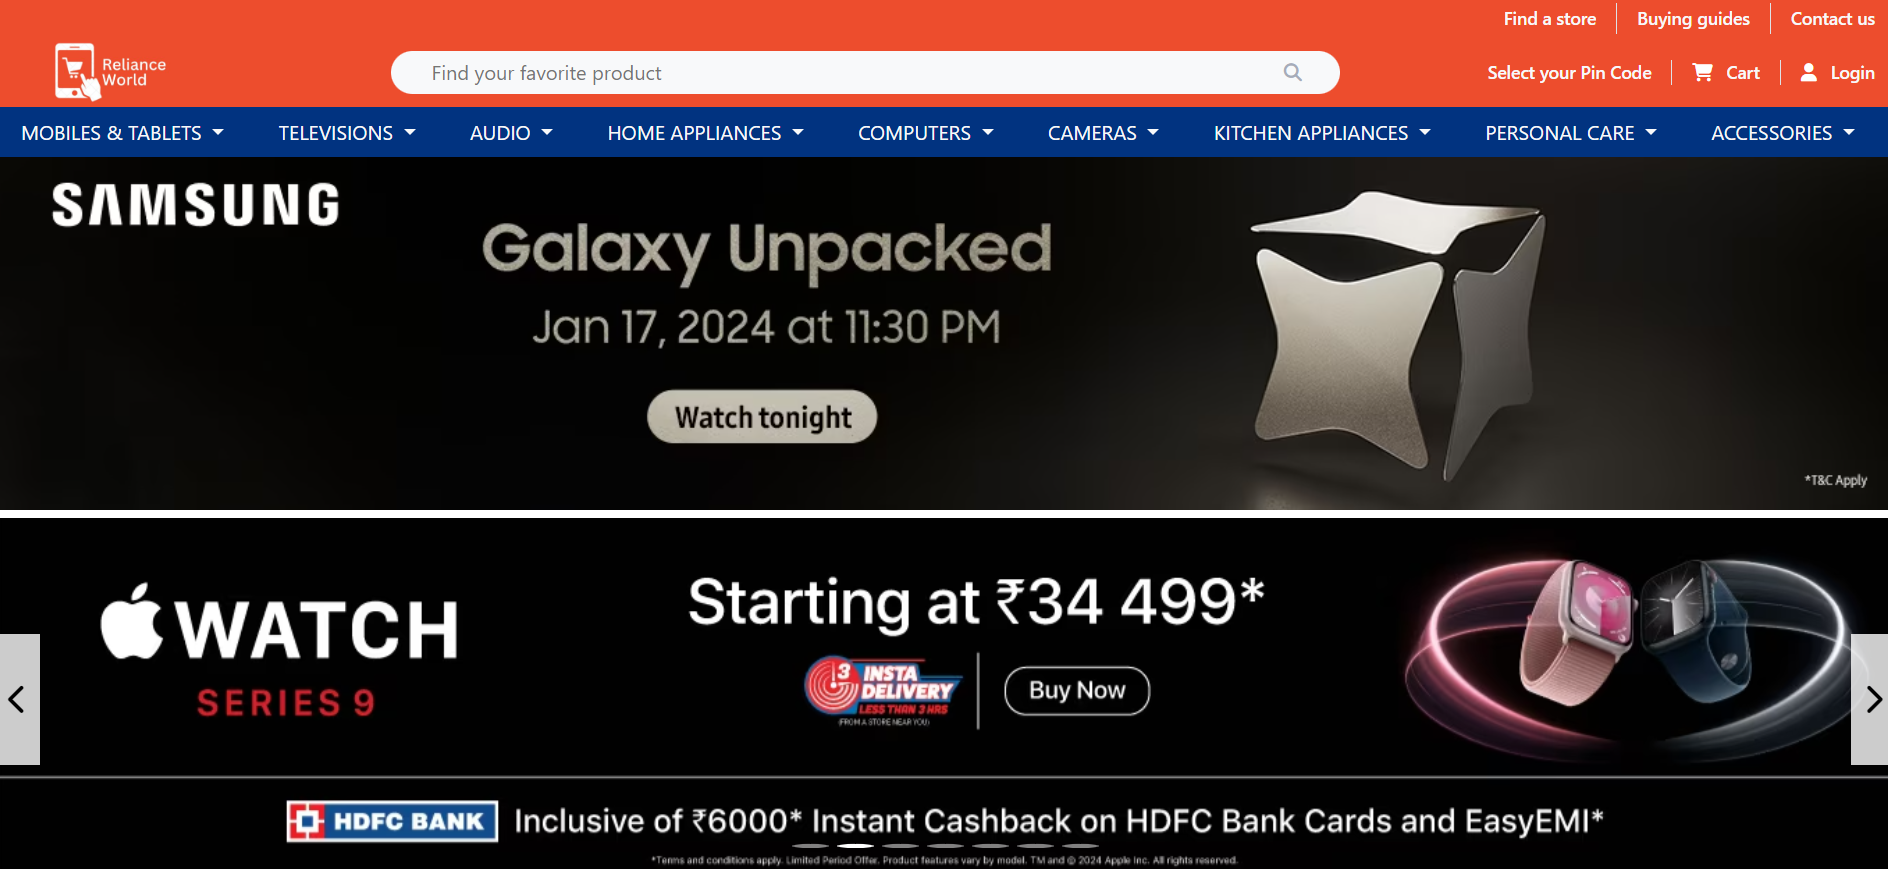 Find a store Buying guides Contact us
Reliance
World
Find your favorite product
Select your Pin Code Cart Login
MOBILES & TABLETS TELEVISIONS AUDIO HOME APPLIANCES COMPUTERS CAMERAS KITCHEN APPLIANCES PERSONAL CARE ACCESSORIES
SAMSUNG
Galaxy Unpacked
Jan 17, 2024 at 11:30 PM
Watch tonight
*T&C Apply
WATCH
SERIES 9
Starting at ₹34 499*
3 INSTA
DELIVERY
LESS THAN 3 HRS
(FROM A STORE NEAR YOU)
Buy Now
HDFC BANK Inclusive of ₹6000* Instant Cashback on HDFC Bank Cards and EasyEMI*
*Terms and conditions apply. Limited Period Offer. Product features vary by model. TM and © 2024 Apple Inc. All rights reserved.